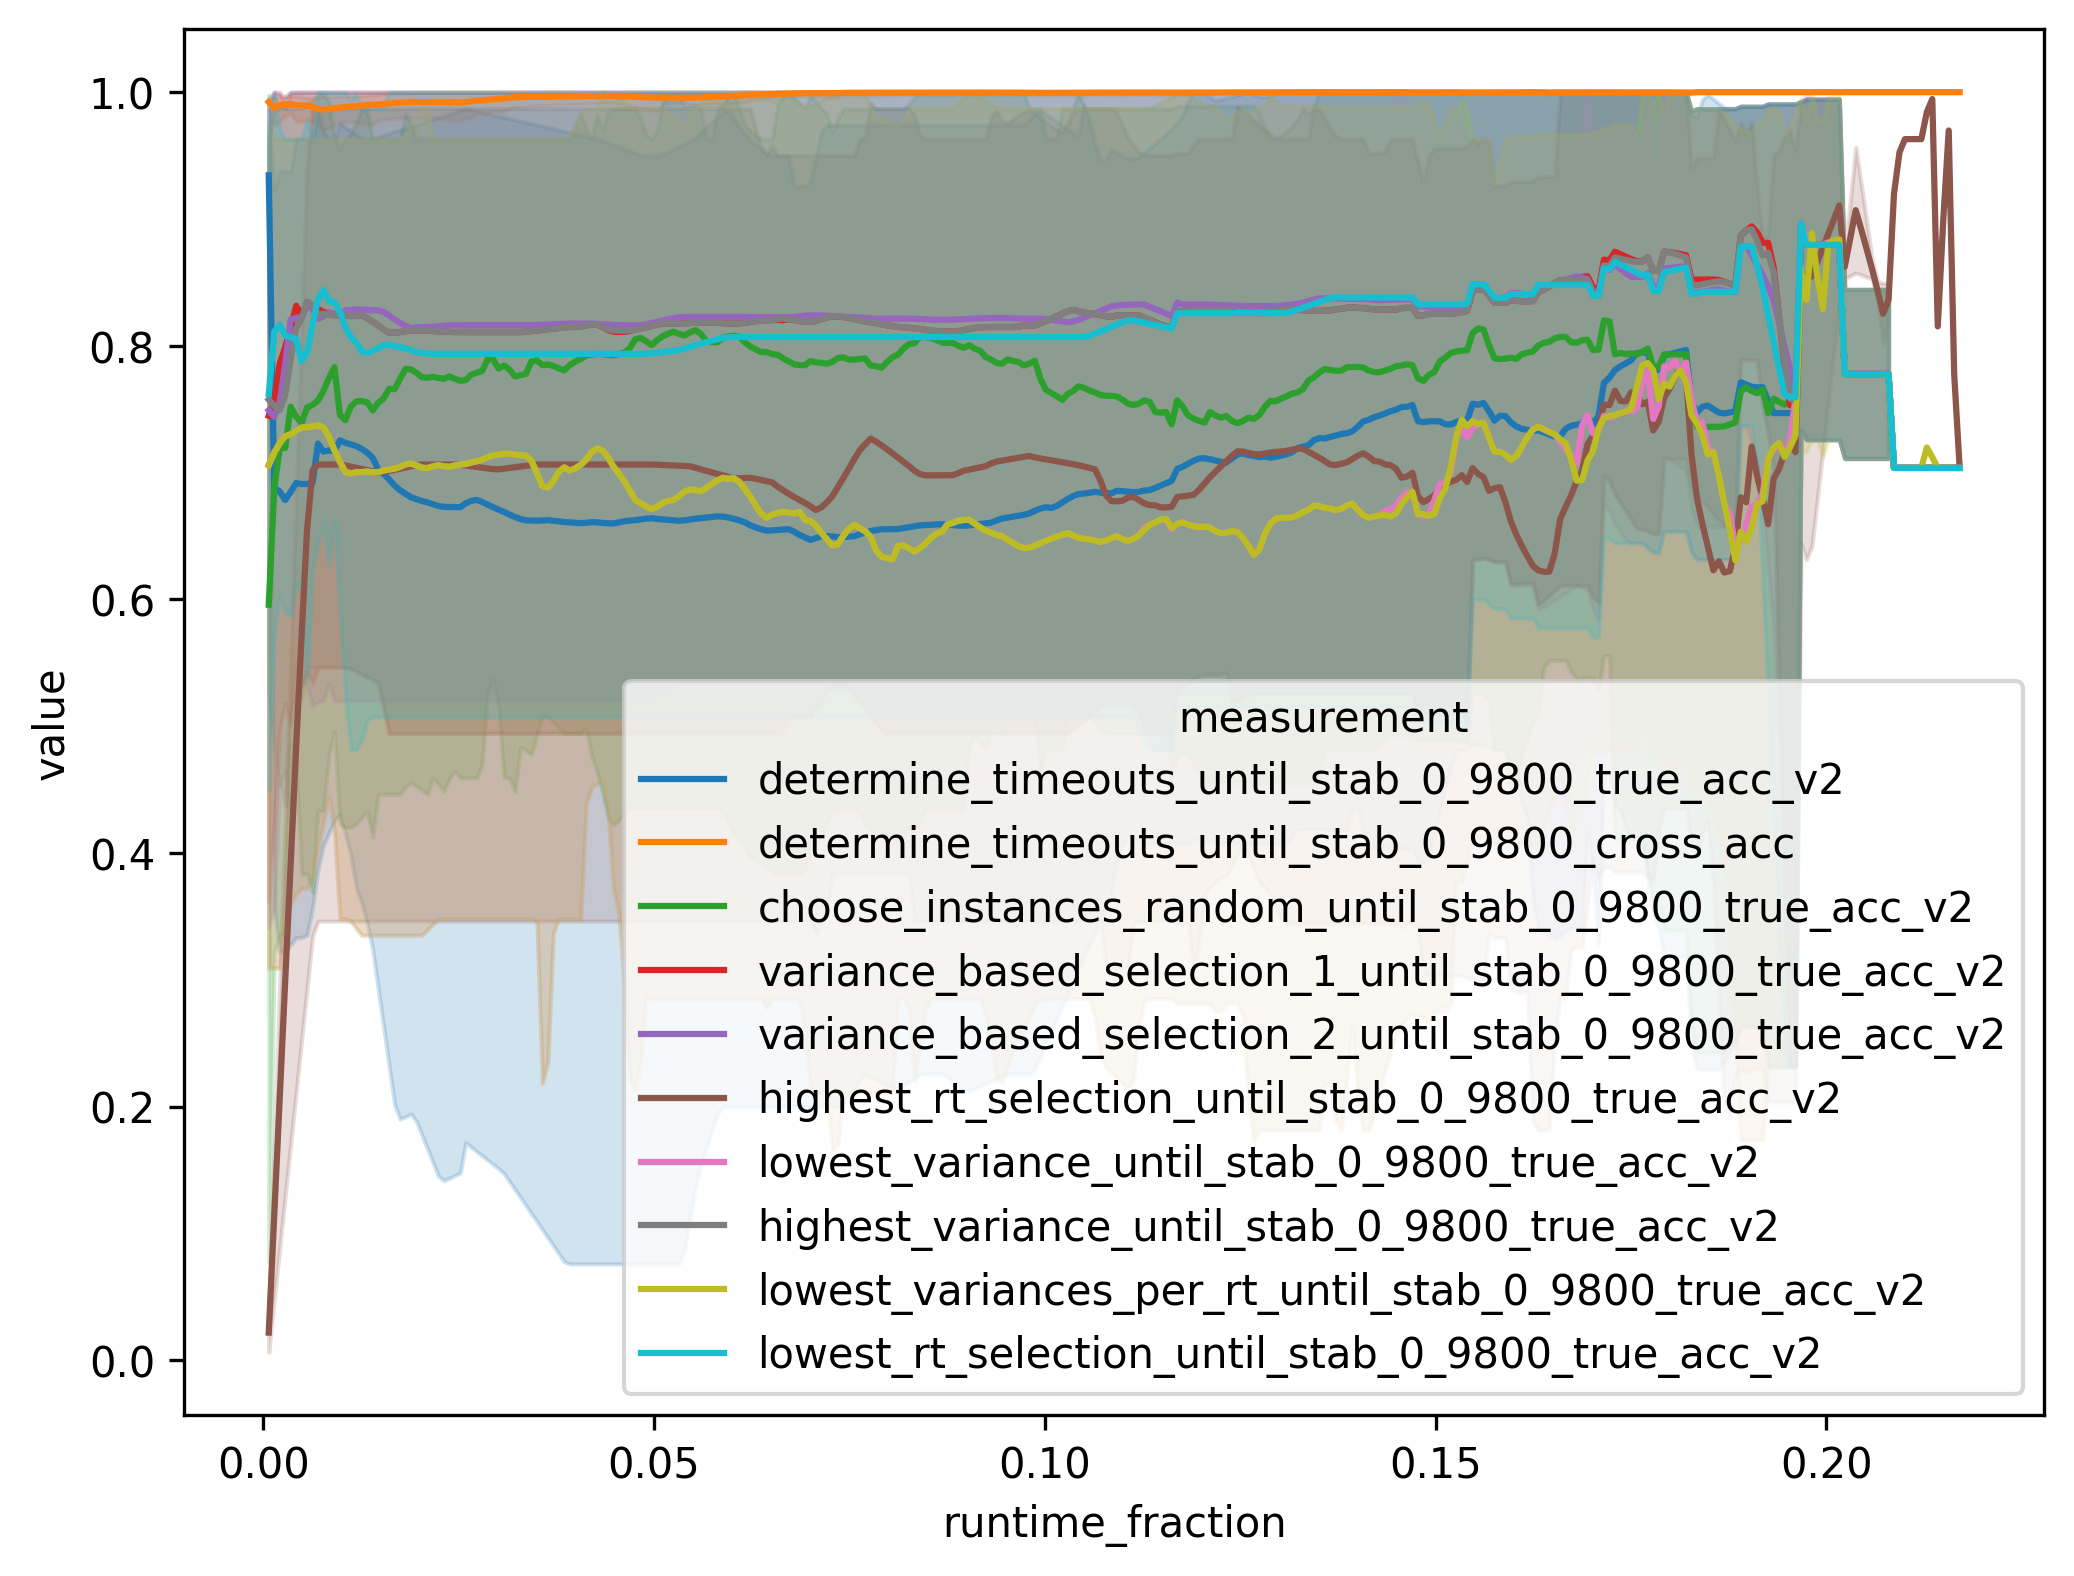 1.0
0.8
0.6
0.4
0.2
0.0
value
measurement
determine_timeouts_until_stab_0_9800_true_acc_v2
determine_timeouts_until_stab_0_9800_cross_acc
choose_instances_random_until_stab_0_9800_true_acc_v2
variance_based_selection_1_until_stab_0_9800_true_acc_v2
variance_based_selection_2_until_stab_0_9800_true_acc_v2
highest_rt_selection_until_stab_0_9800_true_acc_v2
lowest_variance_until_stab_0_9800_true_acc_v2
highest_variance_until_stab_0_9800_true_acc_v2
lowest_variances_per_rt_until_stab_0_9800_true_acc_v2
lowest_rt_selection_until_stab_0_9800_true_acc_v2
0.00 0.05 0.10 0.15 0.20
runtime_fraction